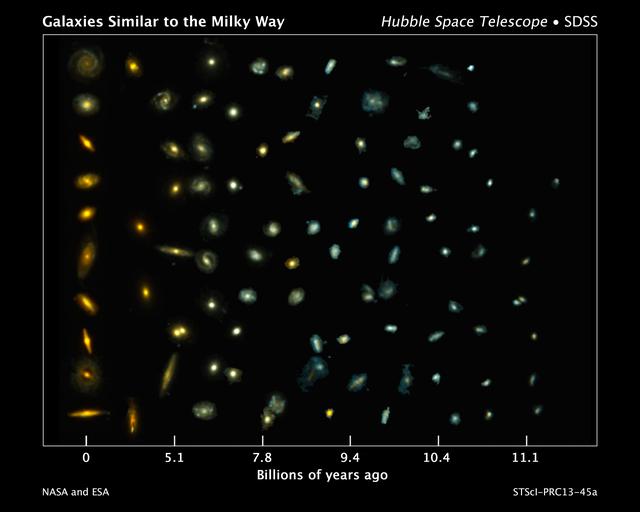 Galaxies Similar to the Milky Way
Hubble Space Telescope • SDSS
0 5.1 7.8 9.4 10.4 11.1
Billions of years ago
NASA and ESA
STScI-PRC13-45a